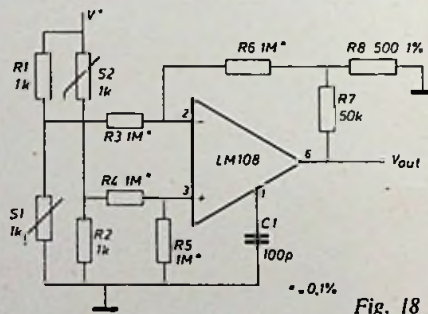 V+
R1
1k
S2
1k
R6 1M*
R8 500 1%
R7
50k
R3 1M*
2
-
LM108
6
Vout
R4 1M*
3
+
1
S1
1k
R2
1k
R5
1M*
C1
100p
*=0,1%
Fig. 18